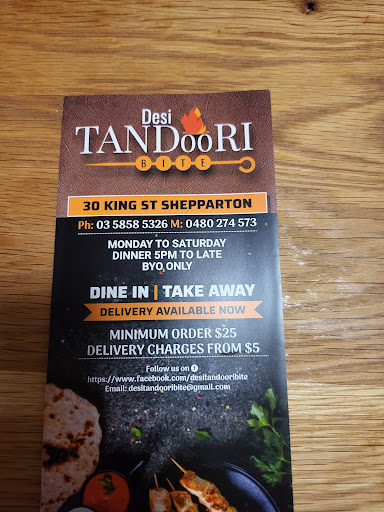 Desi
TANDooRI
BITE
30 KING ST SHEPPARTON
Ph: 03 5858 5326 M: 0480 274 573
MONDAY TO SATURDAY
DINNER 5PM TO LATE
BYO ONLY
DINE IN | TAKE AWAY
DELIVERY AVAILABLE NOW
MINIMUM ORDER $25
DELIVERY CHARGES FROM $5
Follow us on f
https://www.facebook.com/desitandooribite
Email: desitandooribite@gmail.com